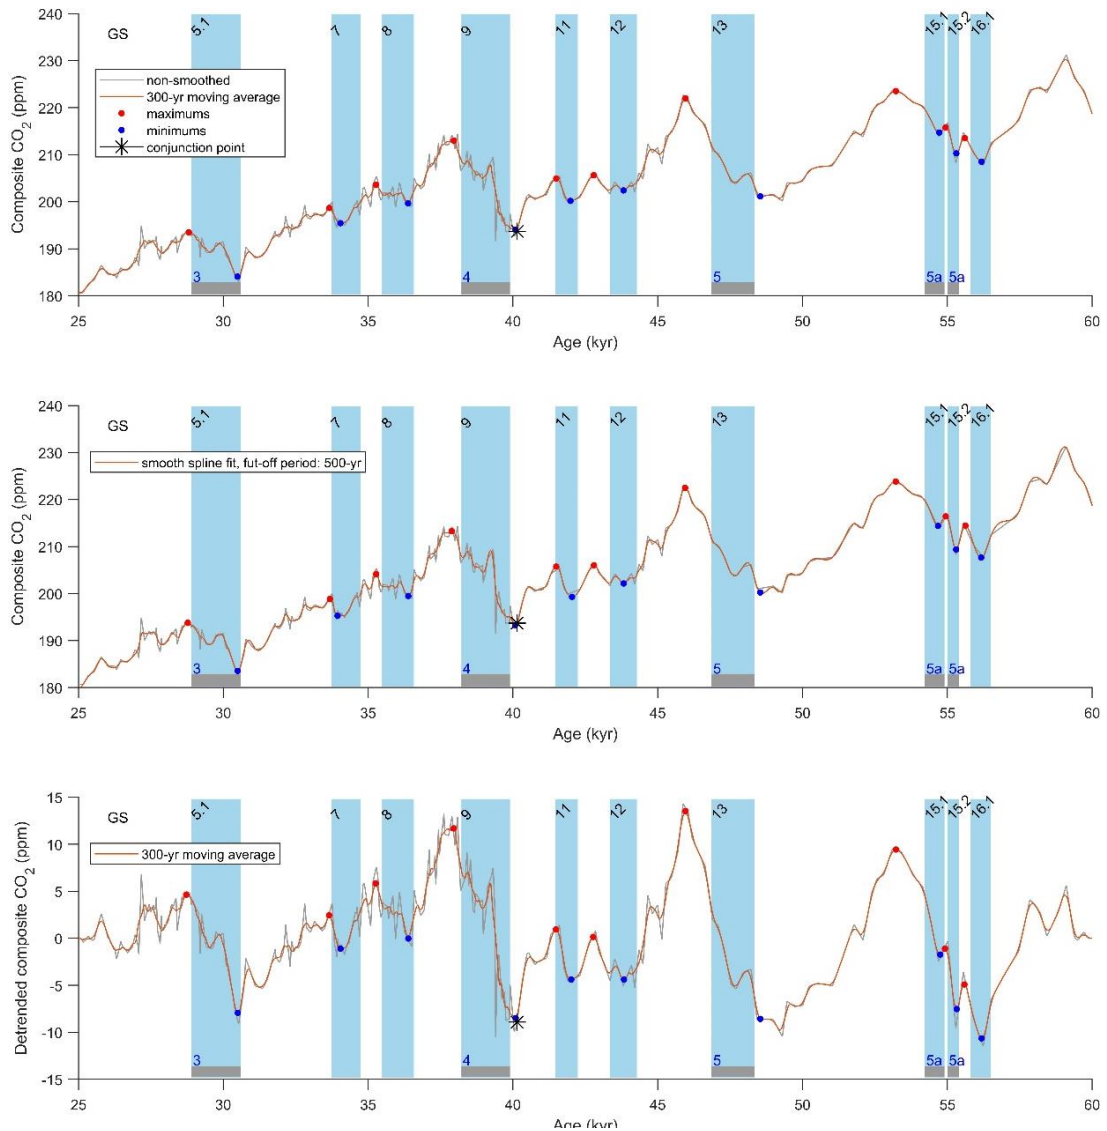 GS 5.1 7 8 9 11 12 13 15.1 15.2 16.1
240
230
220
210
200
190
180
Composite CO2 (ppm)
non-smoothed
300-yr moving average
maximums
minimums
conjunction point
3 4 5 5a 5a
25 30 35 40 45 50 55 60
Age (kyr)
GS 5.1 7 8 9 11 12 13 15.1 15.2 16.1
240
230
220
210
200
190
180
Composite CO2 (ppm)
smooth spline fit, fut-off period: 500-yr
3 4 5 5a 5a
25 30 35 40 45 50 55 60
Age (kyr)
GS 5.1 7 8 9 11 12 13 15.1 15.2 16.1
15
10
5
0
-5
-10
-15
Detrended composite CO2 (ppm)
300-yr moving average
3 4 5 5a 5a
25 30 35 40 45 50 55 60
Age (kyr)